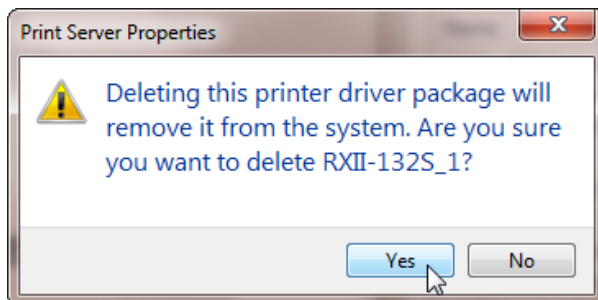 Print Server Properties
Deleting this printer driver package will
remove it from the system. Are you sure
you want to delete RXII-132S_1?
Yes
No